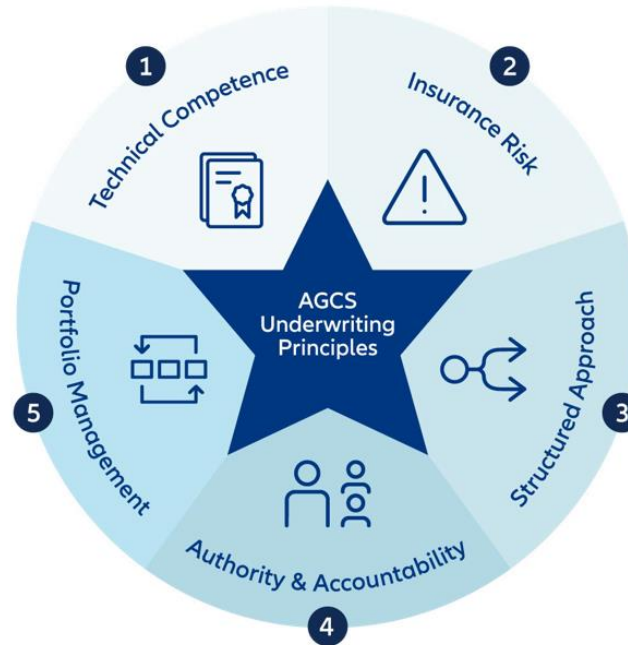 AGCS
Underwriting
Principles
1
Technical Competence
2
Insurance Risk
3
Structured Approach
4
Authority & Accountability
5
Portfolio Management